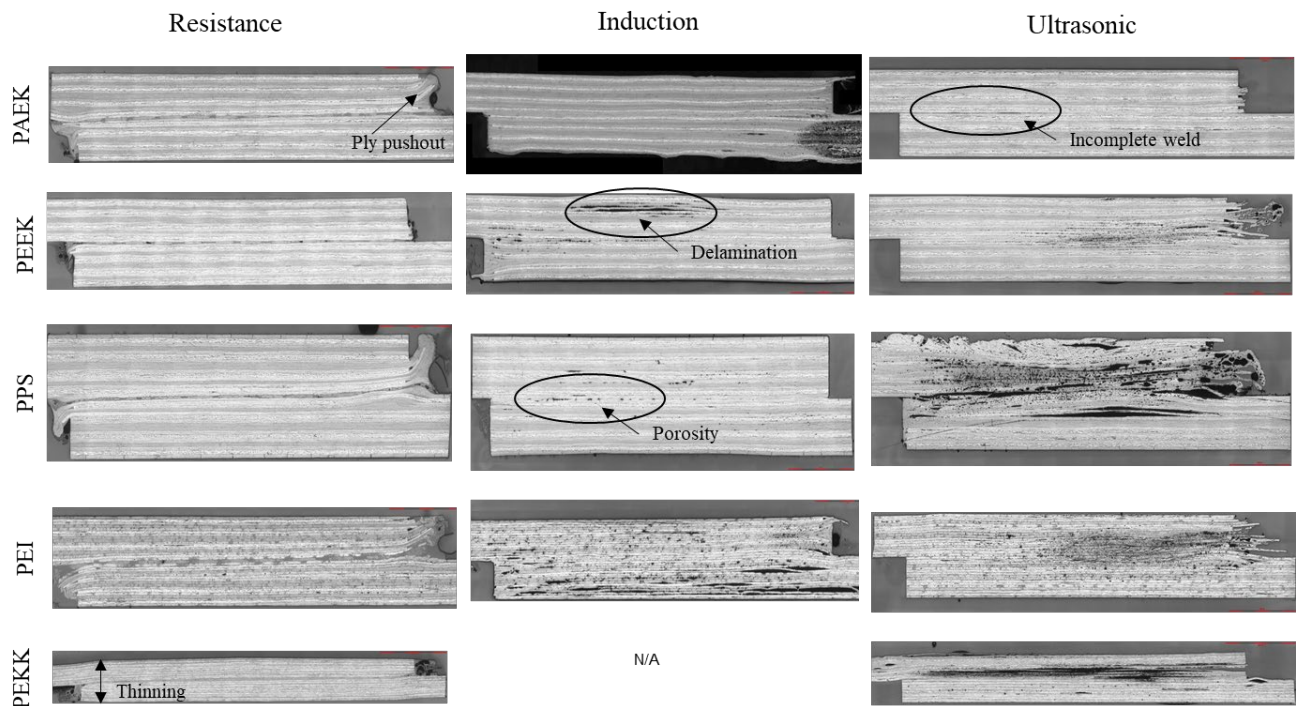 Resistance
Induction
Ultrasonic
PAEK
Ply pushout
Incomplete weld
PEEK
Delamination
PPS
Porosity
PEI
PEKK
Thinning
N/A